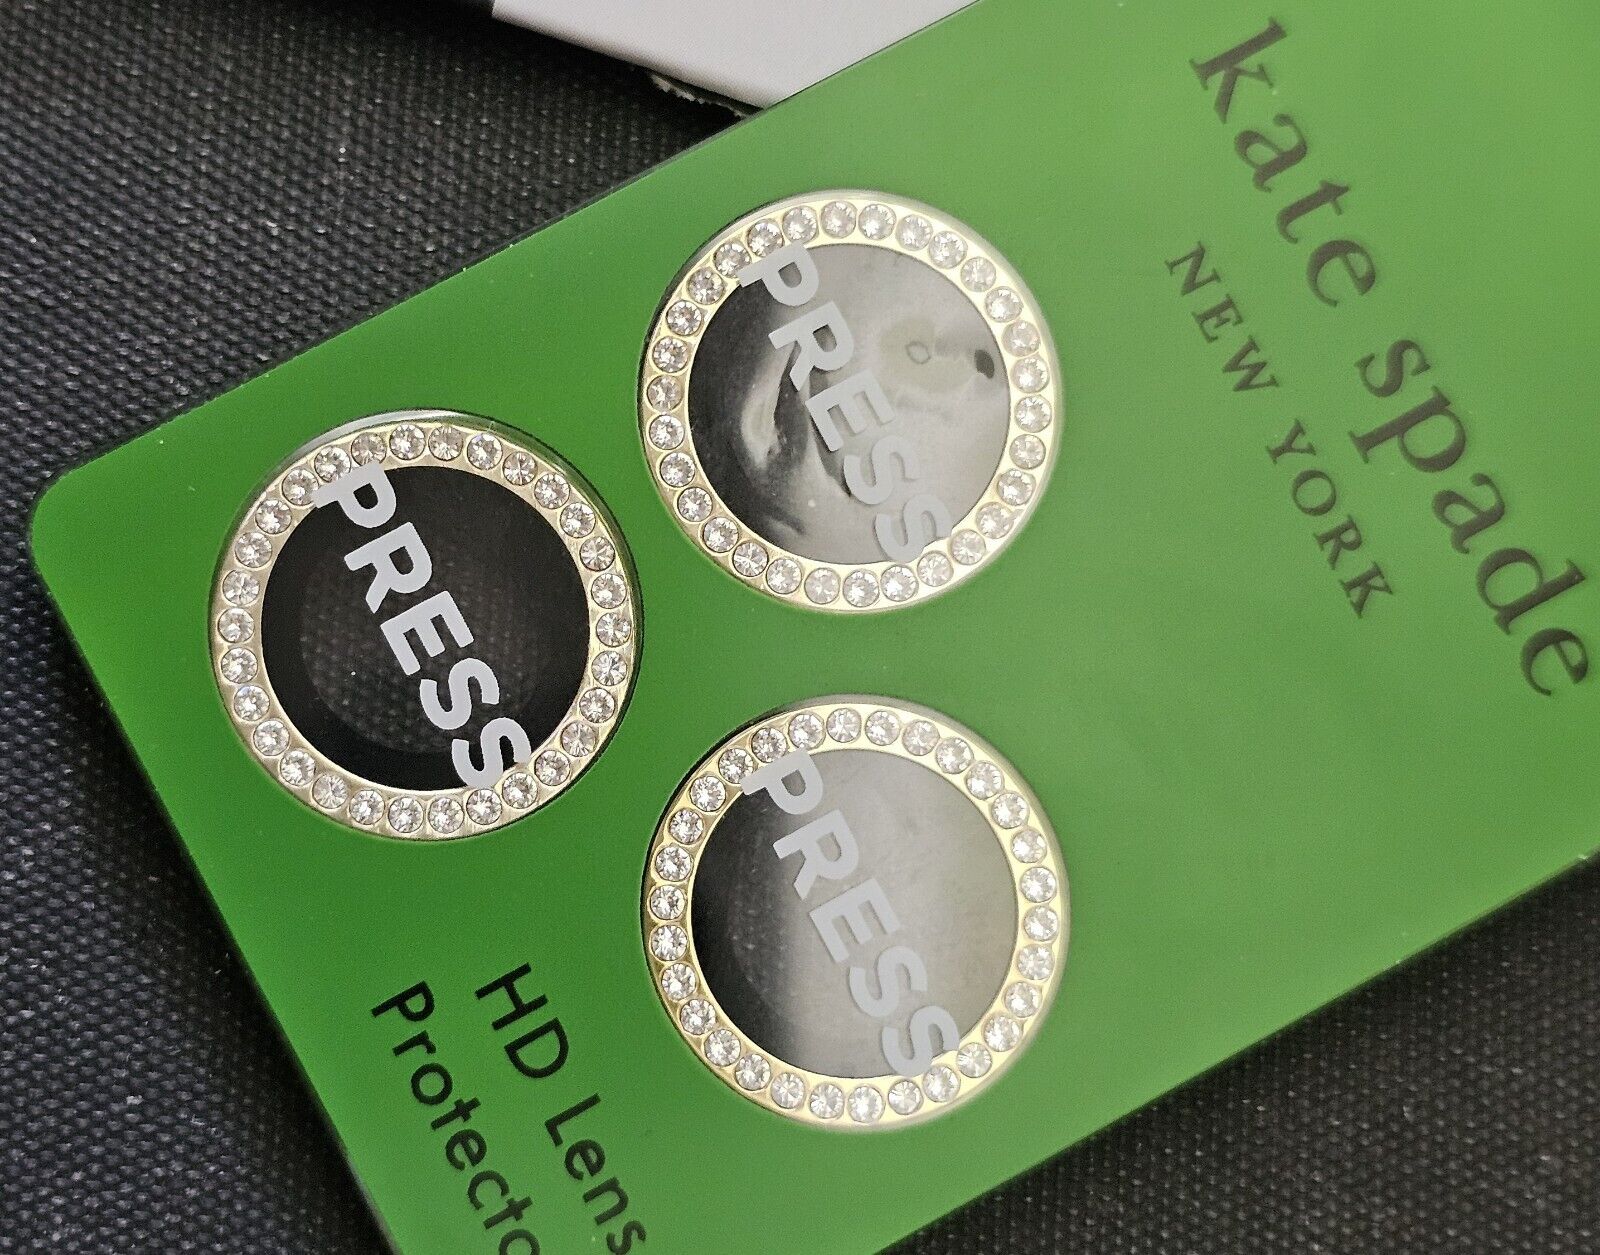 kate spade
NEW YORK
PRESS
PRESS
PRESS
HD Lens
Protecto